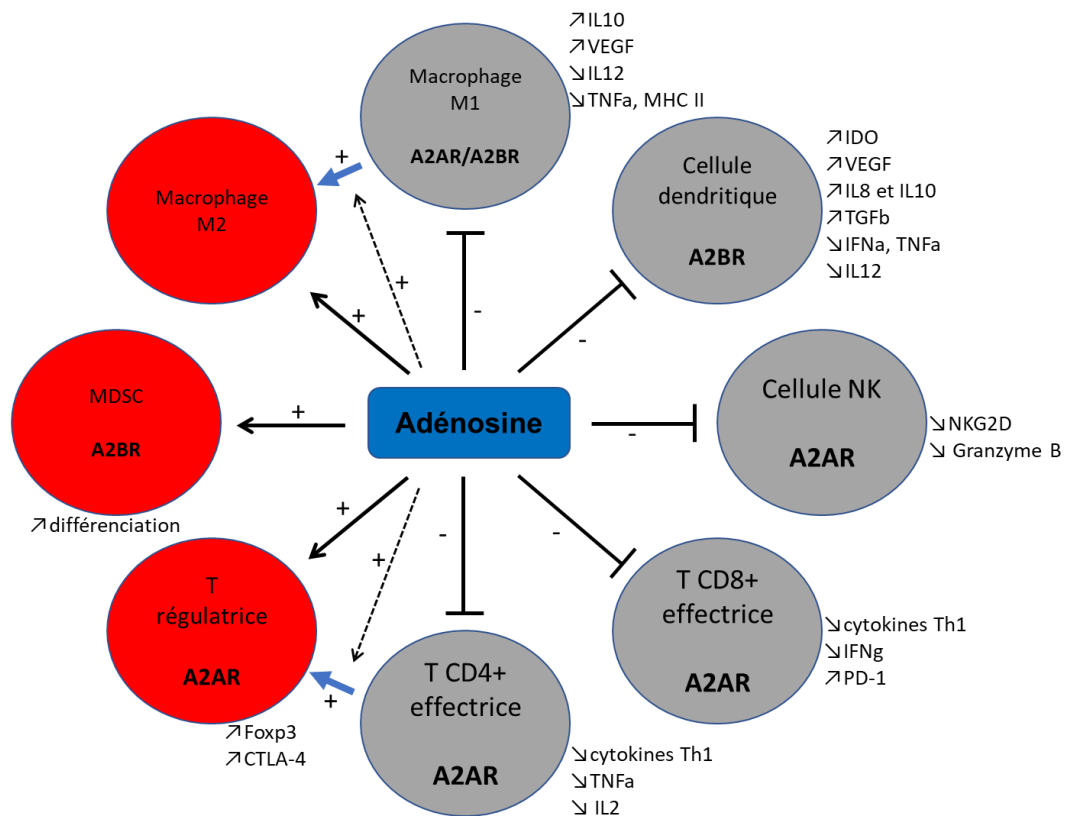 Macrophage
M1
A2AR/A2BR
↗IL10
↗VEGF
↘IL12
↘TNFa, MHC II
Cellule
dendritique
A2BR
↗IDO
↗VEGF
↗IL8 et IL10
↗TGFb
↘IFNa, TNFa
↘IL12
Macrophage
M2
+
+
+
-
-
MDSC
A2BR
↗différenciation
+
Adénosine
-
Cellule NK
A2AR
↘NKG2D
↘ Granzyme B
+
+
-
-
T
régulatrice
A2AR
↗Foxp3
↗CTLA-4
+
T CD4+
effectrice
A2AR
↘cytokines Th1
↘TNFa
↘ IL2
T CD8+
effectrice
A2AR
↘cytokines Th1
↘IFNg
↗PD-1